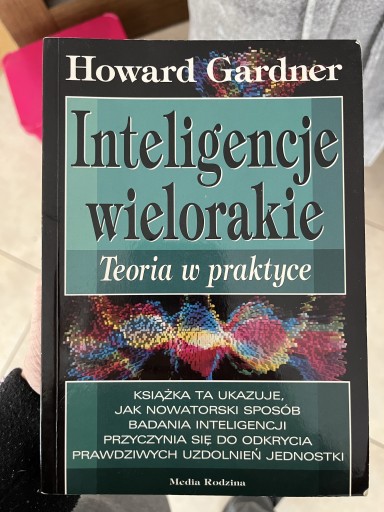 Howard Gardner
Inteligencje
wielorakie
Teoria w praktyce
KSIĄŻKA TA UKAZUJE,
JAK NOWATORSKI SPOSÓB
BADANIA INTELIGENCJI
PRZYCZYNIA SIĘ DO ODKRYCIA
PRAWDZIWYCH UZDOLNIEŃ JEDNOSTKI
Media Rodzina